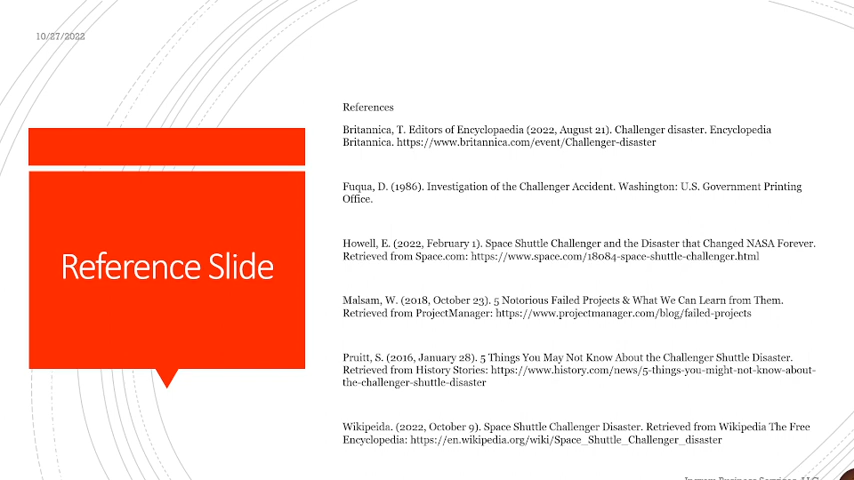 10/27/2022
References
Britannica, T. Editors of Encyclopaedia (2022, August 21). Challenger disaster. Encyclopedia
Britannica. https://www.britannica.com/event/Challenger-disaster
Fuqua, D. (1986). Investigation of the Challenger Accident. Washington: U.S. Government Printing
Office.
Howell, E. (2022, February 1). Space Shuttle Challenger and the Disaster that Changed NASA Forever.
Retrieved from Space.com: https://www.space.com/18084-space-shuttle-challenger.html
Malsam, W. (2018, October 23). 5 Notorious Failed Projects & What We Can Learn from Them.
Retrieved from ProjectManager: https://www.projectmanager.com/blog/failed-projects
Pruitt, S. (2016, January 28). 5 Things You May Not Know About the Challenger Shuttle Disaster.
Retrieved from History Stories: https://www.history.com/news/5-things-you-might-not-know-about-
the-challenger-shuttle-disaster
Wikipeida. (2022, October 9). Space Shuttle Challenger Disaster. Retrieved from Wikipedia The Free
Encyclopedia: https://en.wikipedia.org/wiki/Space_Shuttle_Challenger_disaster
Reference Slide
Business Services, LLC